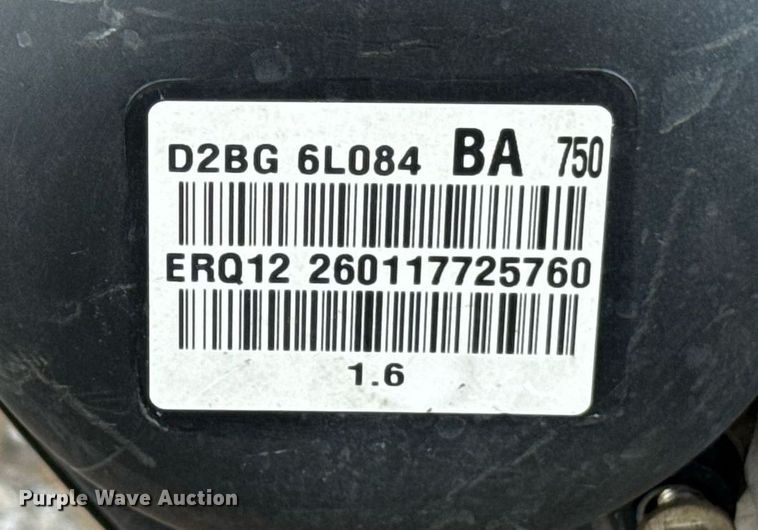 D2BG 6L084 BA 750
ERQ12 260117725760
1.6
Purple Wave Auction